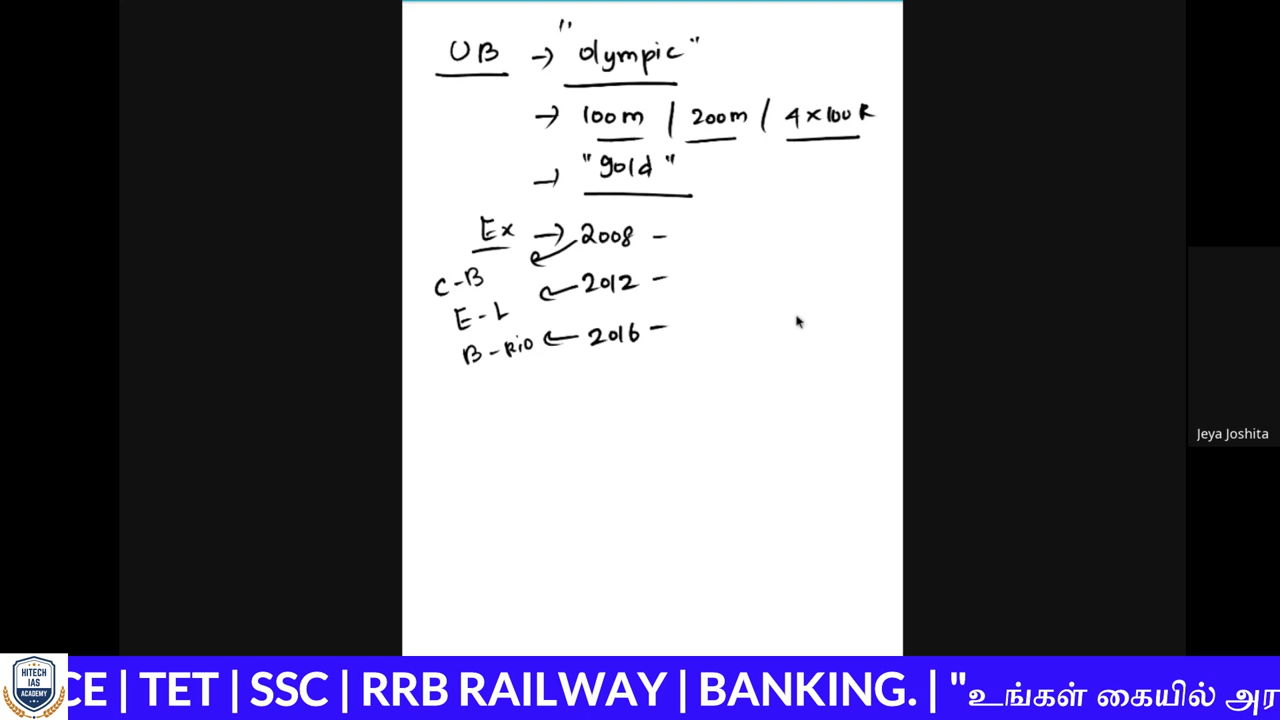 UB → "Olympic"
→ 100m / 200m / 4×100R
→ "gold"
Ex → 2008 -
C-B
2012 -
E-L
2016 -
B-Rio
Jeya Joshita
HITECH
IAS
ACADEMY
CE | TET | SSC | RRB RAILWAY | BANKING. | "உங்கள் கையில் அர